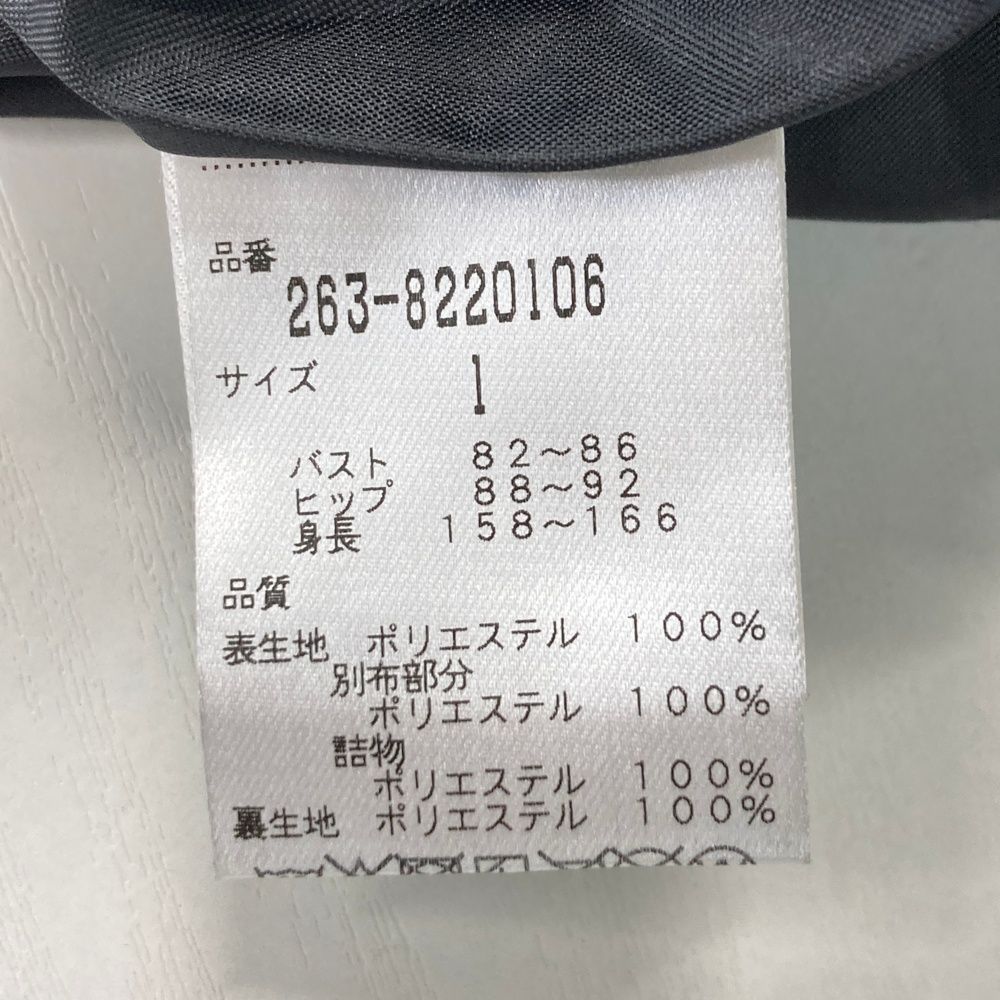 品番
263-8220106
サイズ 1
バスト 82～86
ヒップ 88～92
身長 158～166
品質
表生地 ポリエステル 100%
別布部分
ポリエステル 100%
詰物
ポリエステル 100%
裏生地 ポリエステル 100%